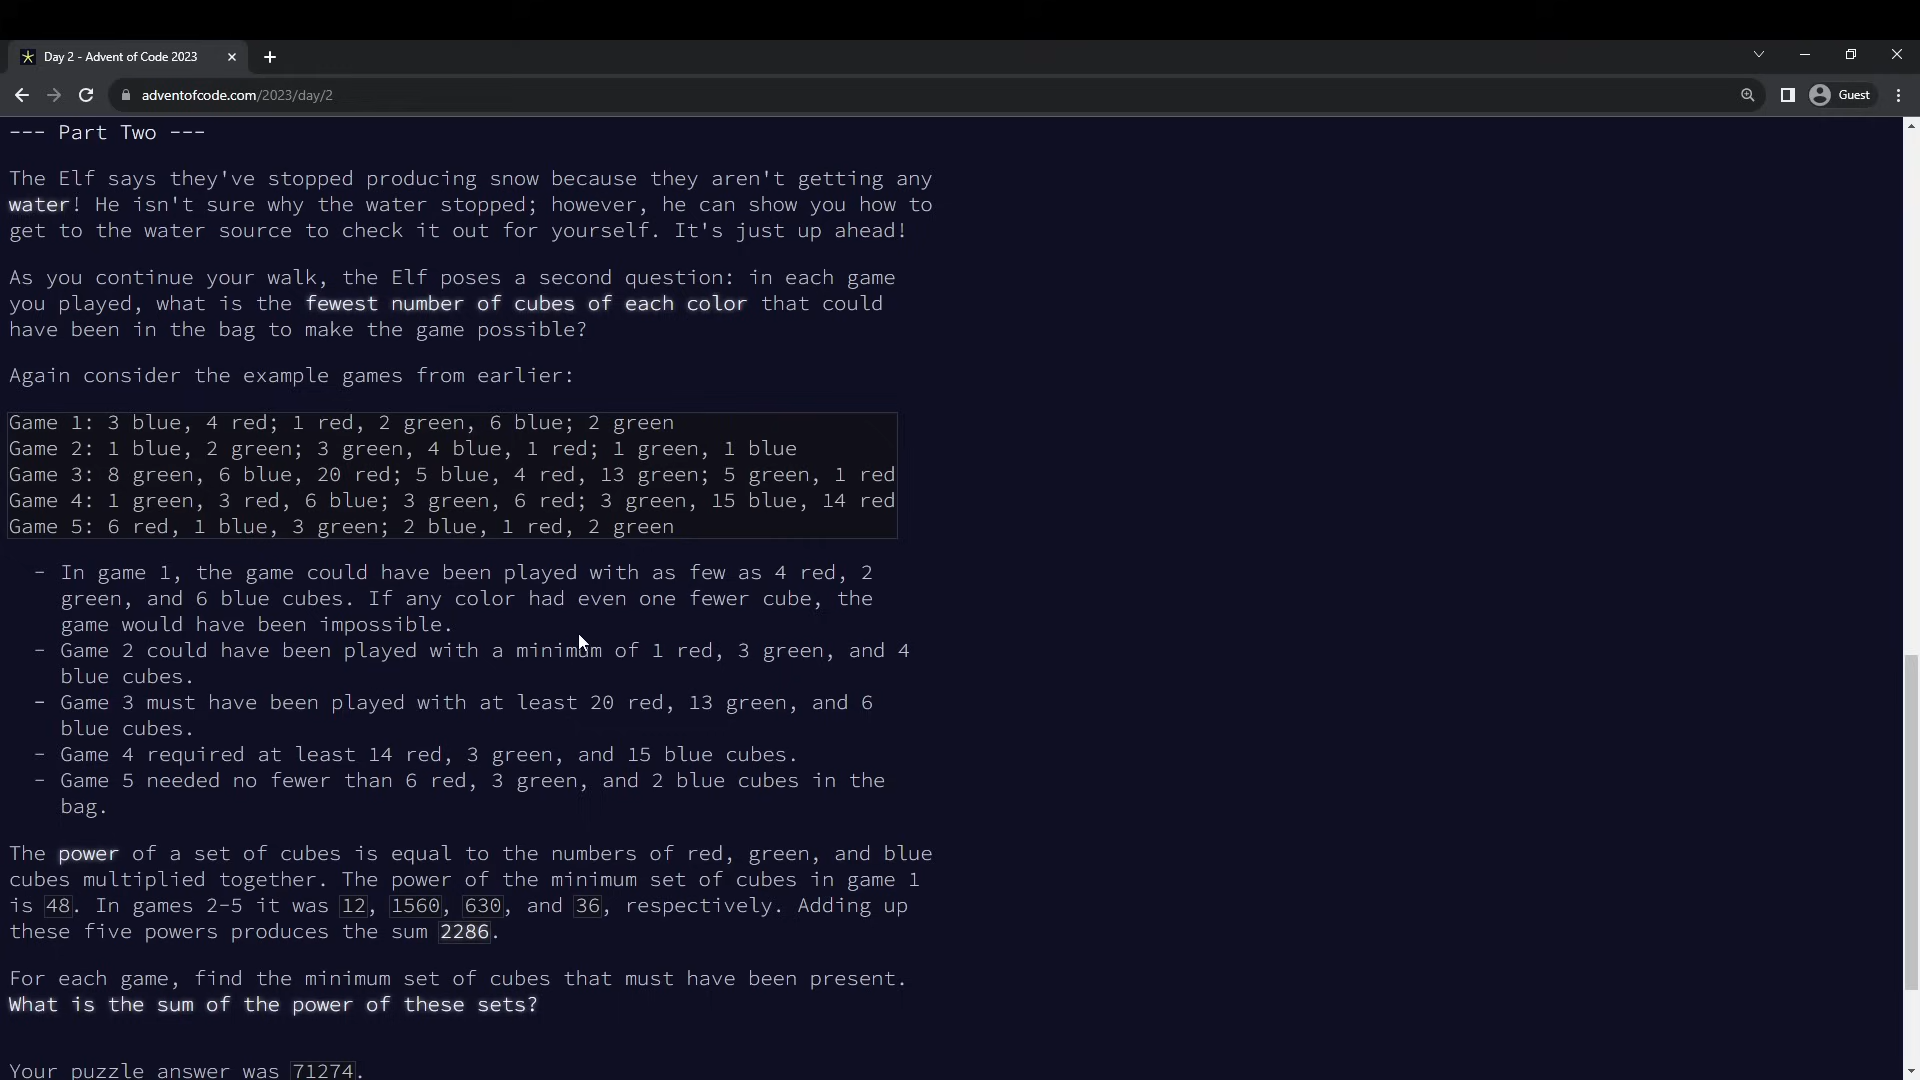 Day 2 - Advent of Code 2023
adventofcode.com/2023/day/2
Guest
--- Part Two ---
The Elf says they've stopped producing snow because they aren't getting any
water! He isn't sure why the water stopped; however, he can show you how to
get to the water source to check it out for yourself. It's just up ahead!
As you continue your walk, the Elf poses a second question: in each game
you played, what is the fewest number of cubes of each color that could
have been in the bag to make the game possible?
Again consider the example games from earlier:
Game 1: 3 blue, 4 red; 1 red, 2 green, 6 blue; 2 green
Game 2: 1 blue, 2 green; 3 green, 4 blue, 1 red; 1 green, 1 blue
Game 3: 8 green, 6 blue, 20 red; 5 blue, 4 red, 13 green; 5 green, 1 red
Game 4: 1 green, 3 red, 6 blue; 3 green, 6 red; 3 green, 15 blue, 14 red
Game 5: 6 red, 1 blue, 3 green; 2 blue, 1 red, 2 green
- In game 1, the game could have been played with as few as 4 red, 2
green, and 6 blue cubes. If any color had even one fewer cube, the
game would have been impossible.
- Game 2 could have been played with a minimum of 1 red, 3 green, and 4
blue cubes.
- Game 3 must have been played with at least 20 red, 13 green, and 6
blue cubes.
- Game 4 required at least 14 red, 3 green, and 15 blue cubes.
- Game 5 needed no fewer than 6 red, 3 green, and 2 blue cubes in the
bag.
The power of a set of cubes is equal to the numbers of red, green, and blue
cubes multiplied together. The power of the minimum set of cubes in game 1
is 48. In games 2-5 it was 12, 1560, 630, and 36, respectively. Adding up
these five powers produces the sum 2286.
For each game, find the minimum set of cubes that must have been present.
What is the sum of the power of these sets?
Your puzzle answer was 71274.